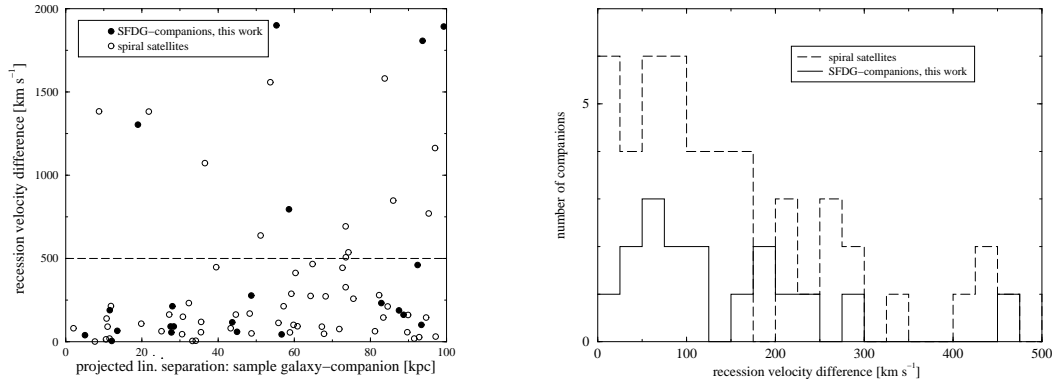 2000
1500
1000
500
0
recession velocity difference [km s⁻¹]
SFDG−companions, this work
spiral satellites
0 20 40 60 80 100
projected lin. separation: sample galaxy−companion [kpc]
5
0
number of companions
spiral satellites
SFDG−companions, this work
0 100 200 300 400 500
recession velocity difference [km s⁻¹]